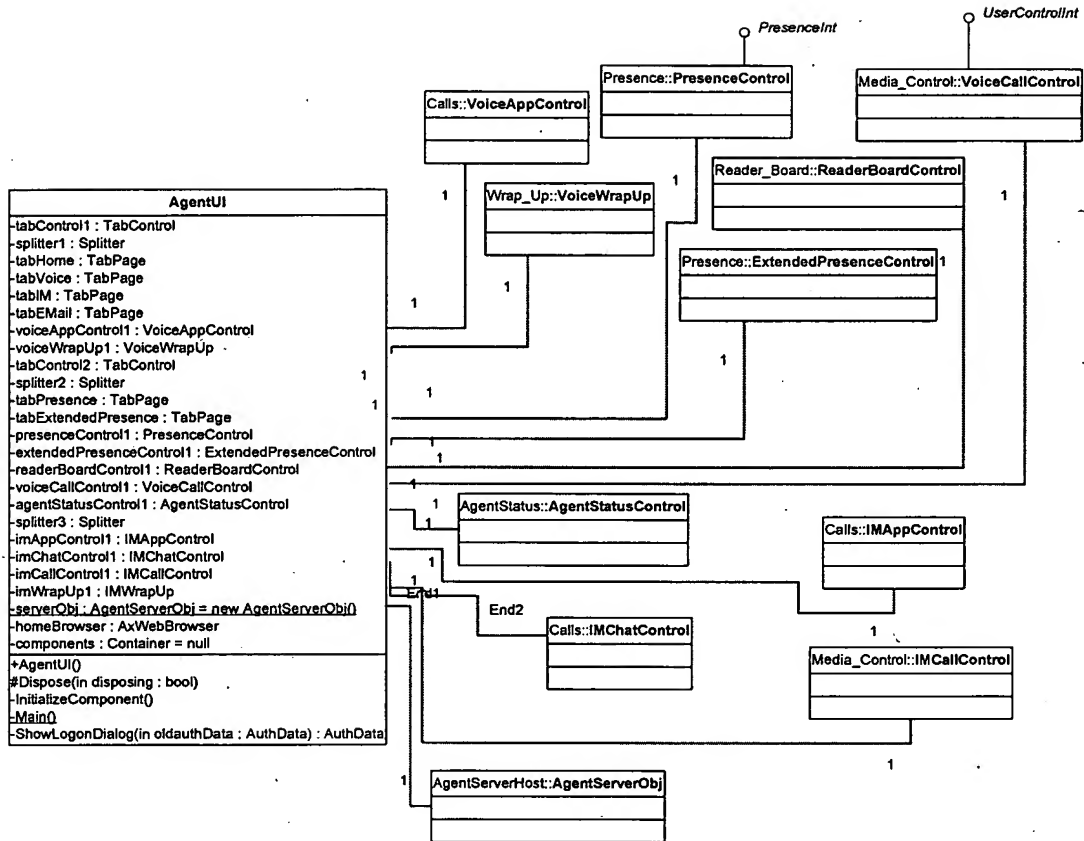 PresenceInt
UserControlInt
Presence::PresenceControl
Media_Control::VoiceCallControl
Calls::VoiceAppControl
Reader_Board::ReaderBoardControl
Wrap_Up::VoiceWrapUp
Presence::ExtendedPresenceControl
1
1
1
1
1
1
1
AgentUI
-tabControl1 : TabControl
-splitter1 : Splitter
-tabHome : TabPage
-tabVoice : TabPage
-tabIM : TabPage
-tabEMail : TabPage
-voiceAppControl1 : VoiceAppControl
-voiceWrapUp1 : VoiceWrapUp
-tabControl2 : TabControl
-splitter2 : Splitter
-tabPresence : TabPage
-tabExtendedPresence : TabPage
-presenceControl1 : PresenceControl
-extendedPresenceControl1 : ExtendedPresenceControl
-readerBoardControl1 : ReaderBoardControl
-voiceCallControl1 : VoiceCallControl
-agentStatusControl1 : AgentStatusControl
-splitter3 : Splitter
-imAppControl1 : IMAppControl
-imChatControl1 : IMChatControl
-imCallControl1 : IMCallControl
-imWrapUp1 : IMWrapUp
-serverObj : AgentServerObj = new AgentServerObj()
-homeBrowser : AxWebBrowser
-components : Container = null
+AgentUI()
#Dispose(in disposing : bool)
-InitializeComponent()
-Main()
-ShowLogonDialog(in oldauthData : AuthData) : AuthData
1
1
1
1
1
1
1
1
1
1
End1
End2
AgentStatus::AgentStatusControl
Calls::IMAppControl
1
Calls::IMChatControl
Media_Control::IMCallControl
1
1
AgentServerHost::AgentServerObj